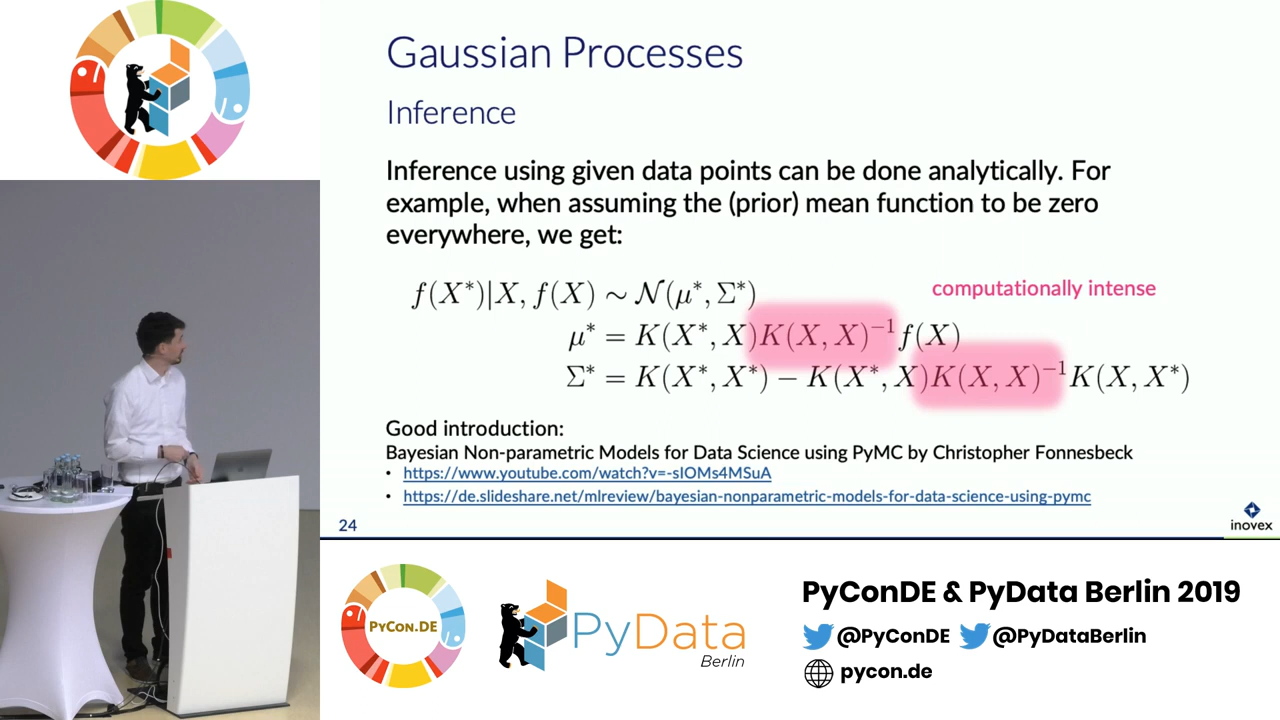 Gaussian Processes
Inference
Inference using given data points can be done analytically. For
example, when assuming the (prior) mean function to be zero
everywhere, we get:
f(X*)|X, f(X) ∼ N(μ*, Σ*)
computationally intense
μ* = K(X*, X)K(X, X)⁻¹f(X)
Σ* = K(X*, X*) − K(X*, X)K(X, X)⁻¹K(X, X*)
Good introduction:
Bayesian Non-parametric Models for Data Science using PyMC by Christopher Fonnesbeck
• https://www.youtube.com/watch?v=-sIOMs4MSuA
• https://de.slideshare.net/mlreview/bayesian-nonparametric-models-for-data-science-using-pymc
24
inovex
PYCON.DE
PyData
Berlin
PyConDE & PyData Berlin 2019
@PyConDE @PyDataBerlin
pycon.de